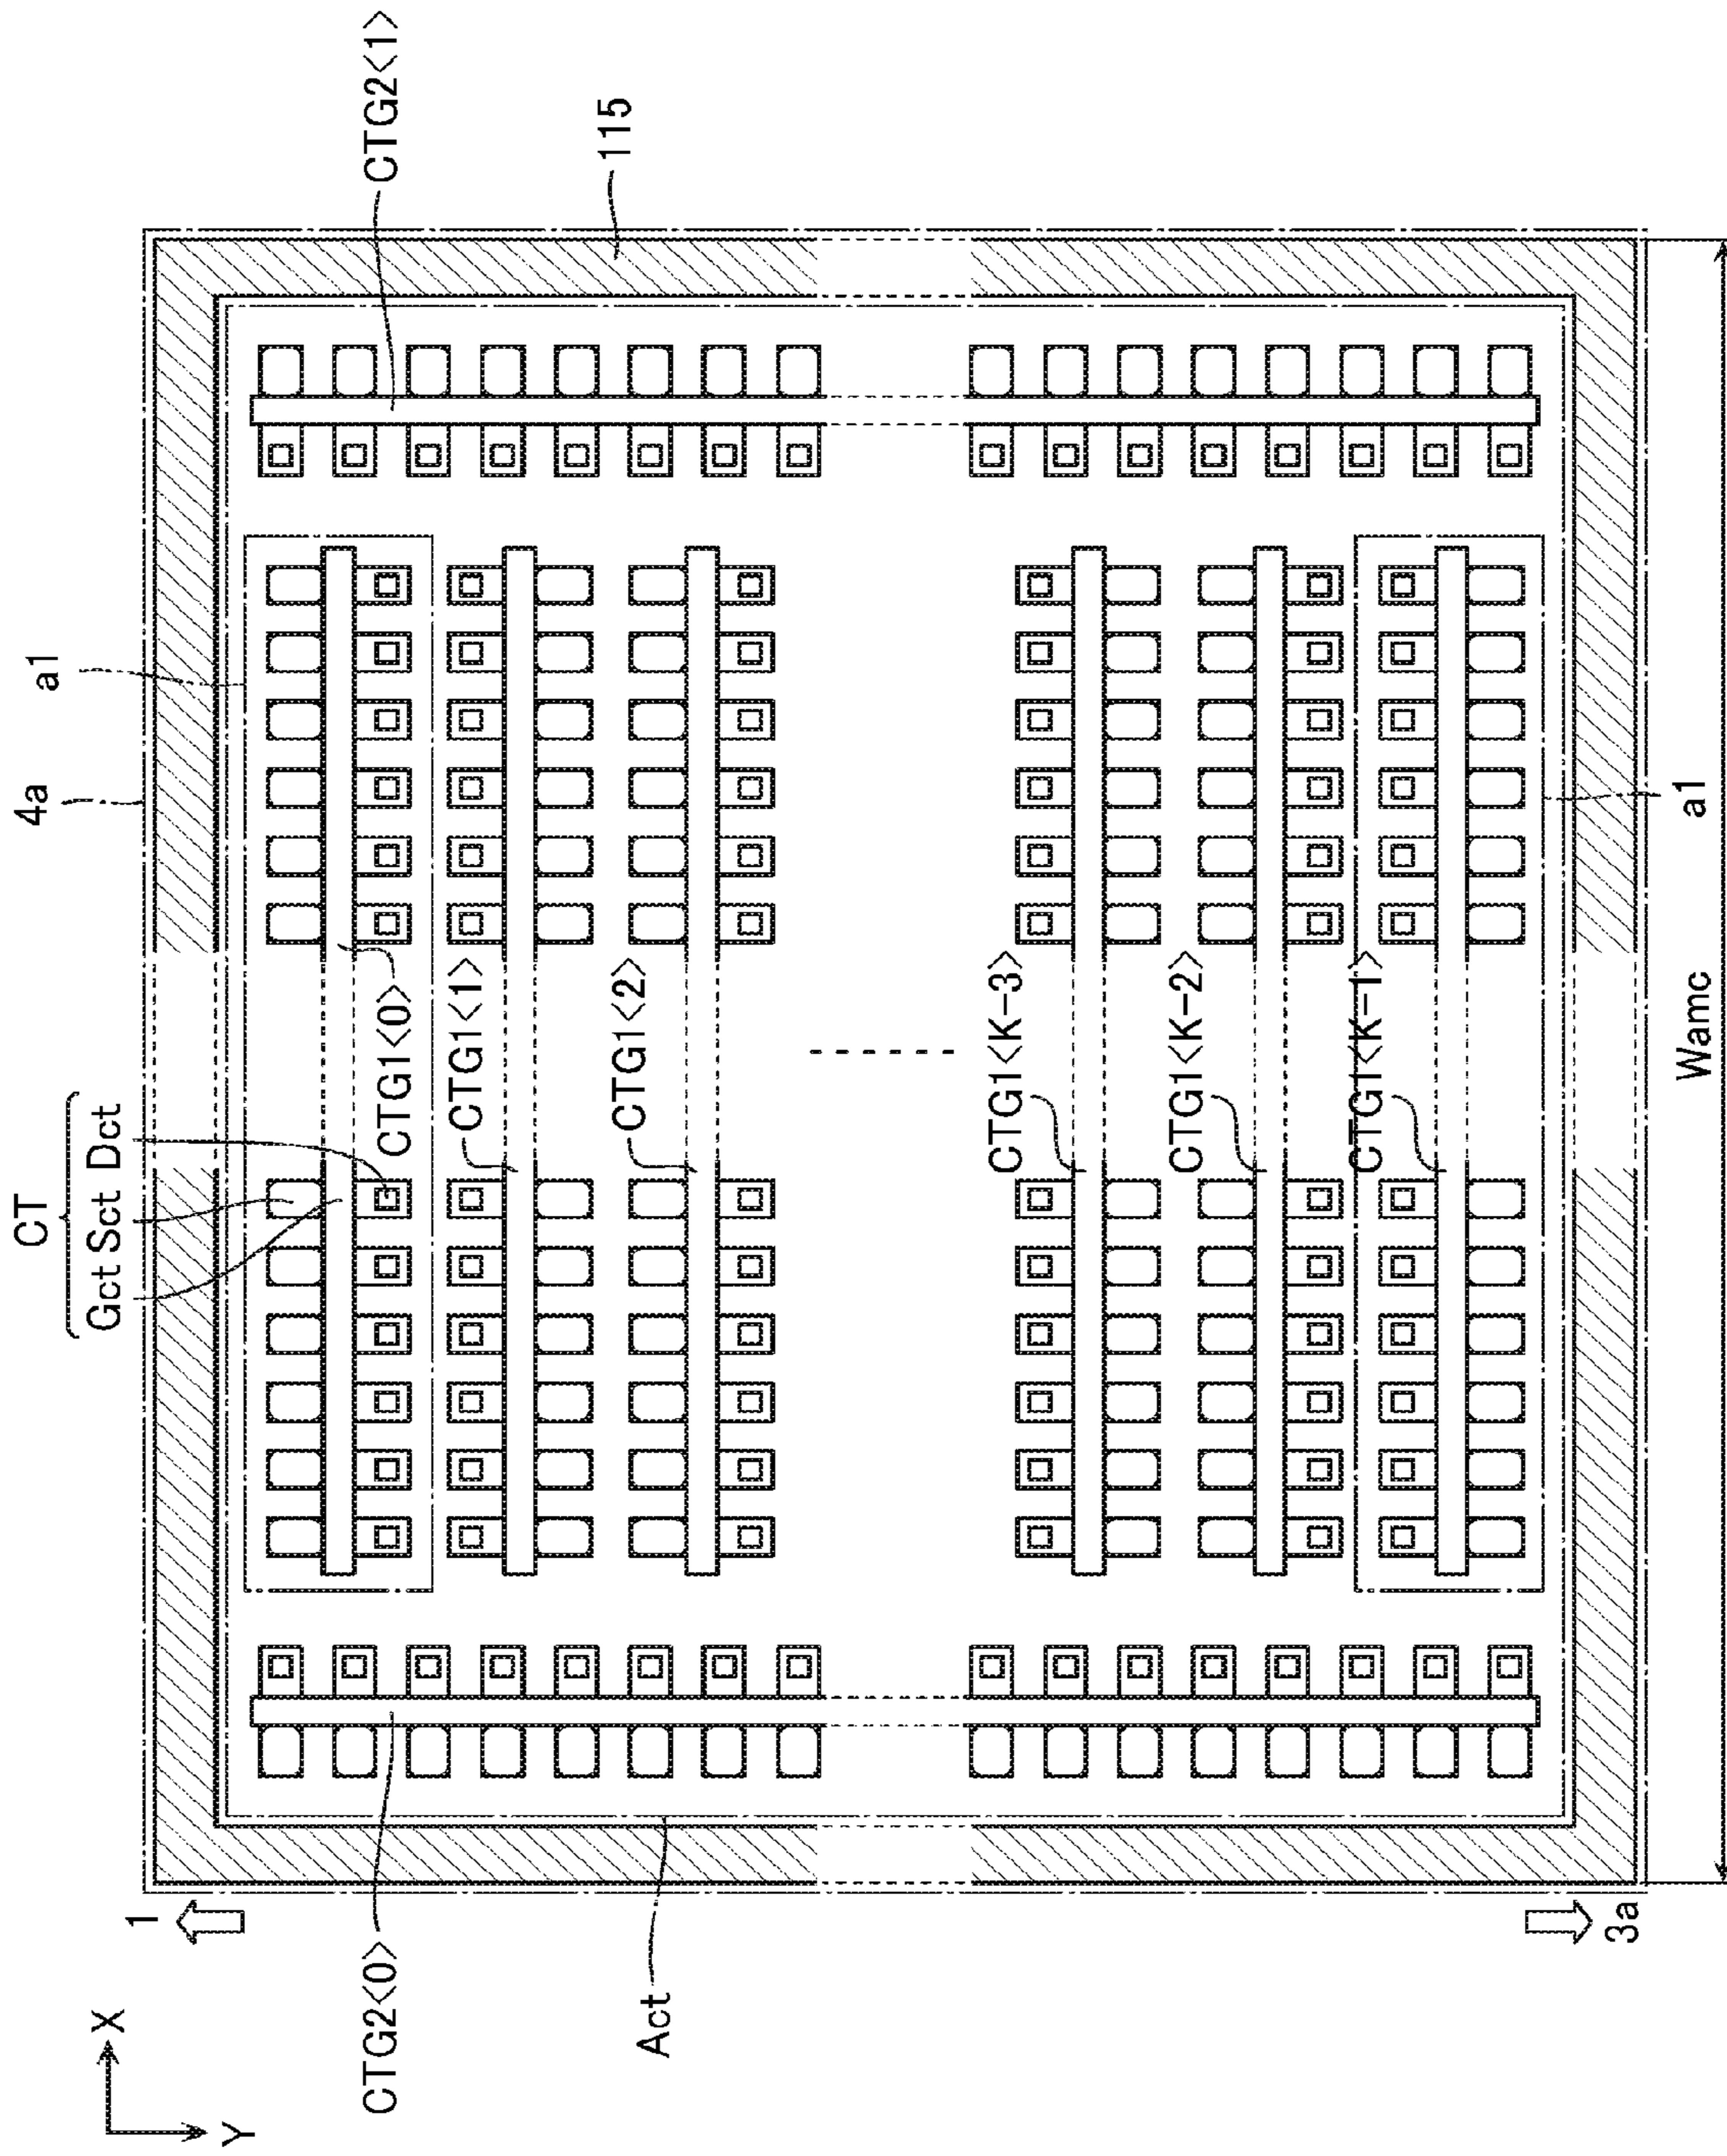 CT
4a
a1
X
Gct Sct Dct
1
Y
CTG2<0>
CTG1<0>
CTG2<1>
CTG1<1>
115
CTG1<2>
Act
CTG1<K-3>
CTG1<K-2>
CTG1<K-1>
3a
a1
Wamc